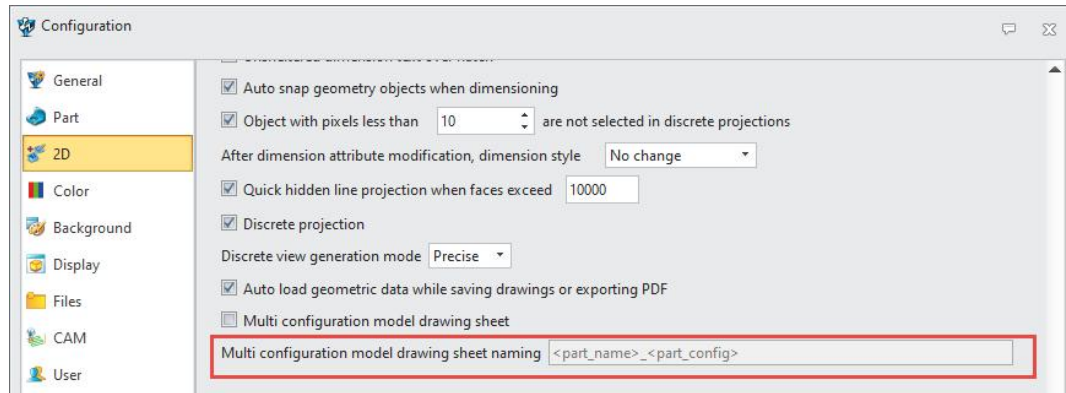 Configuration
General
Part
2D
Color
Background
Display
Files
CAM
User
Auto snap geometry objects when dimensioning
Object with pixels less than 10 are not selected in discrete projections
After dimension attribute modification, dimension style No change
Quick hidden line projection when faces exceed 10000
Discrete projection
Discrete view generation mode Precise
Auto load geometric data while saving drawings or exporting PDF
Multi configuration model drawing sheet
Multi configuration model drawing sheet naming <part_name>_<part_config>